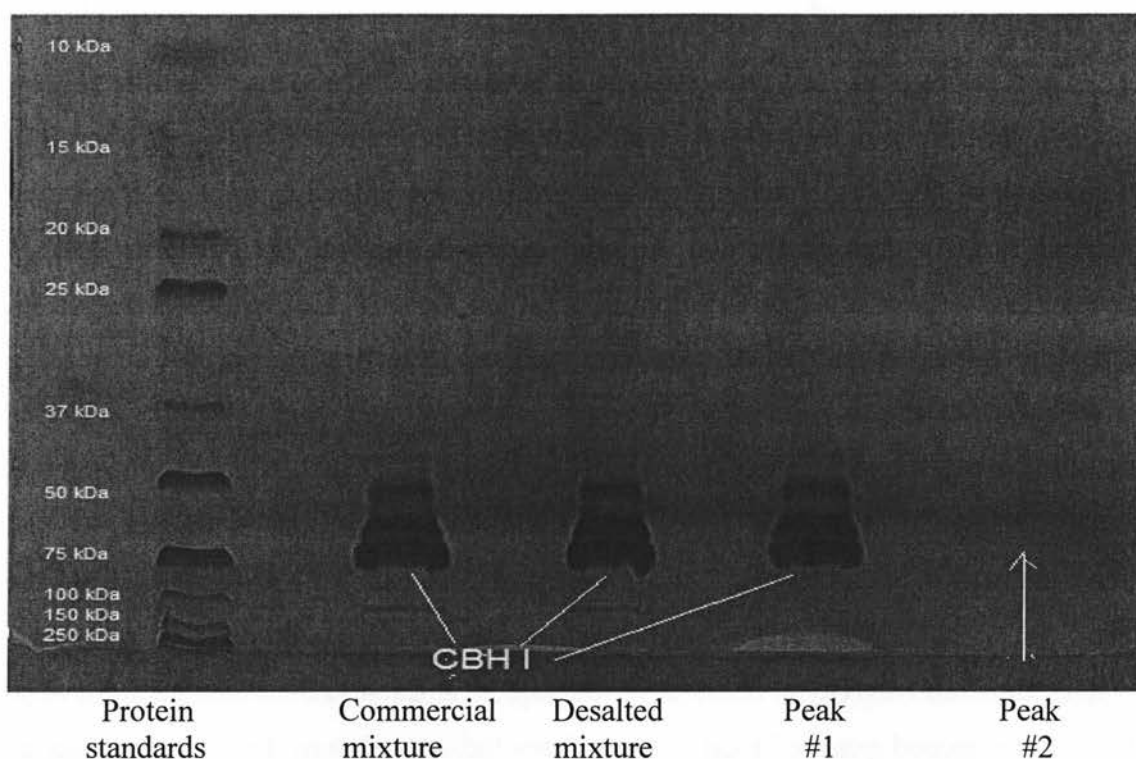 10 kDa
15 kDa
20 kDa
25 kDa
37 kDa
50 kDa
75 kDa
100 kDa
150 kDa
250 kDa
CBH I
Protein standards
Commercial mixture
Desalted mixture
Peak #1
Peak #2